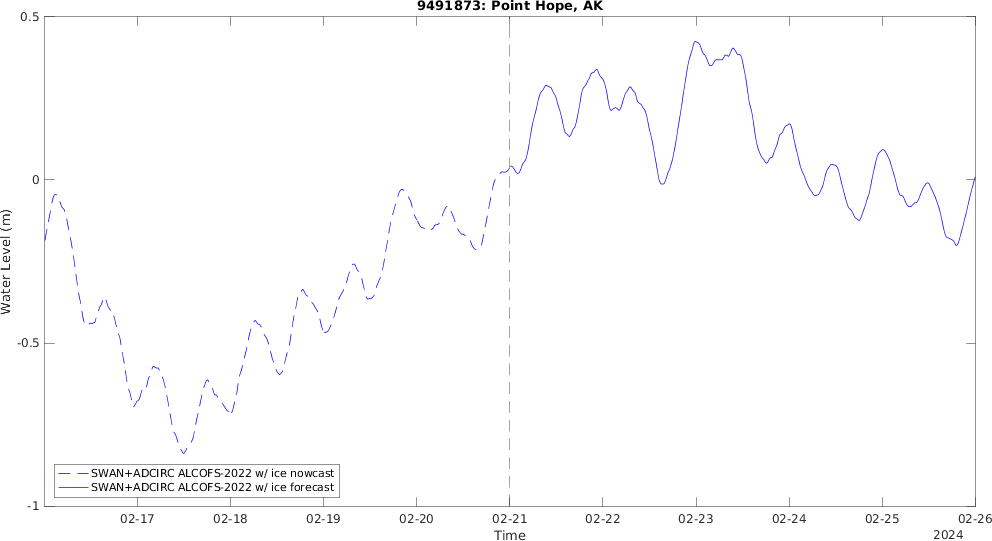 9491873: Point Hope, AK
0.5
0
-0.5
-1
Water Level (m)
SWAN+ADCIRC ALCOFS-2022 w/ ice nowcast
SWAN+ADCIRC ALCOFS-2022 w/ ice forecast
02-17 02-18 02-19 02-20 02-21 02-22 02-23 02-24 02-25 02-26
Time
2024